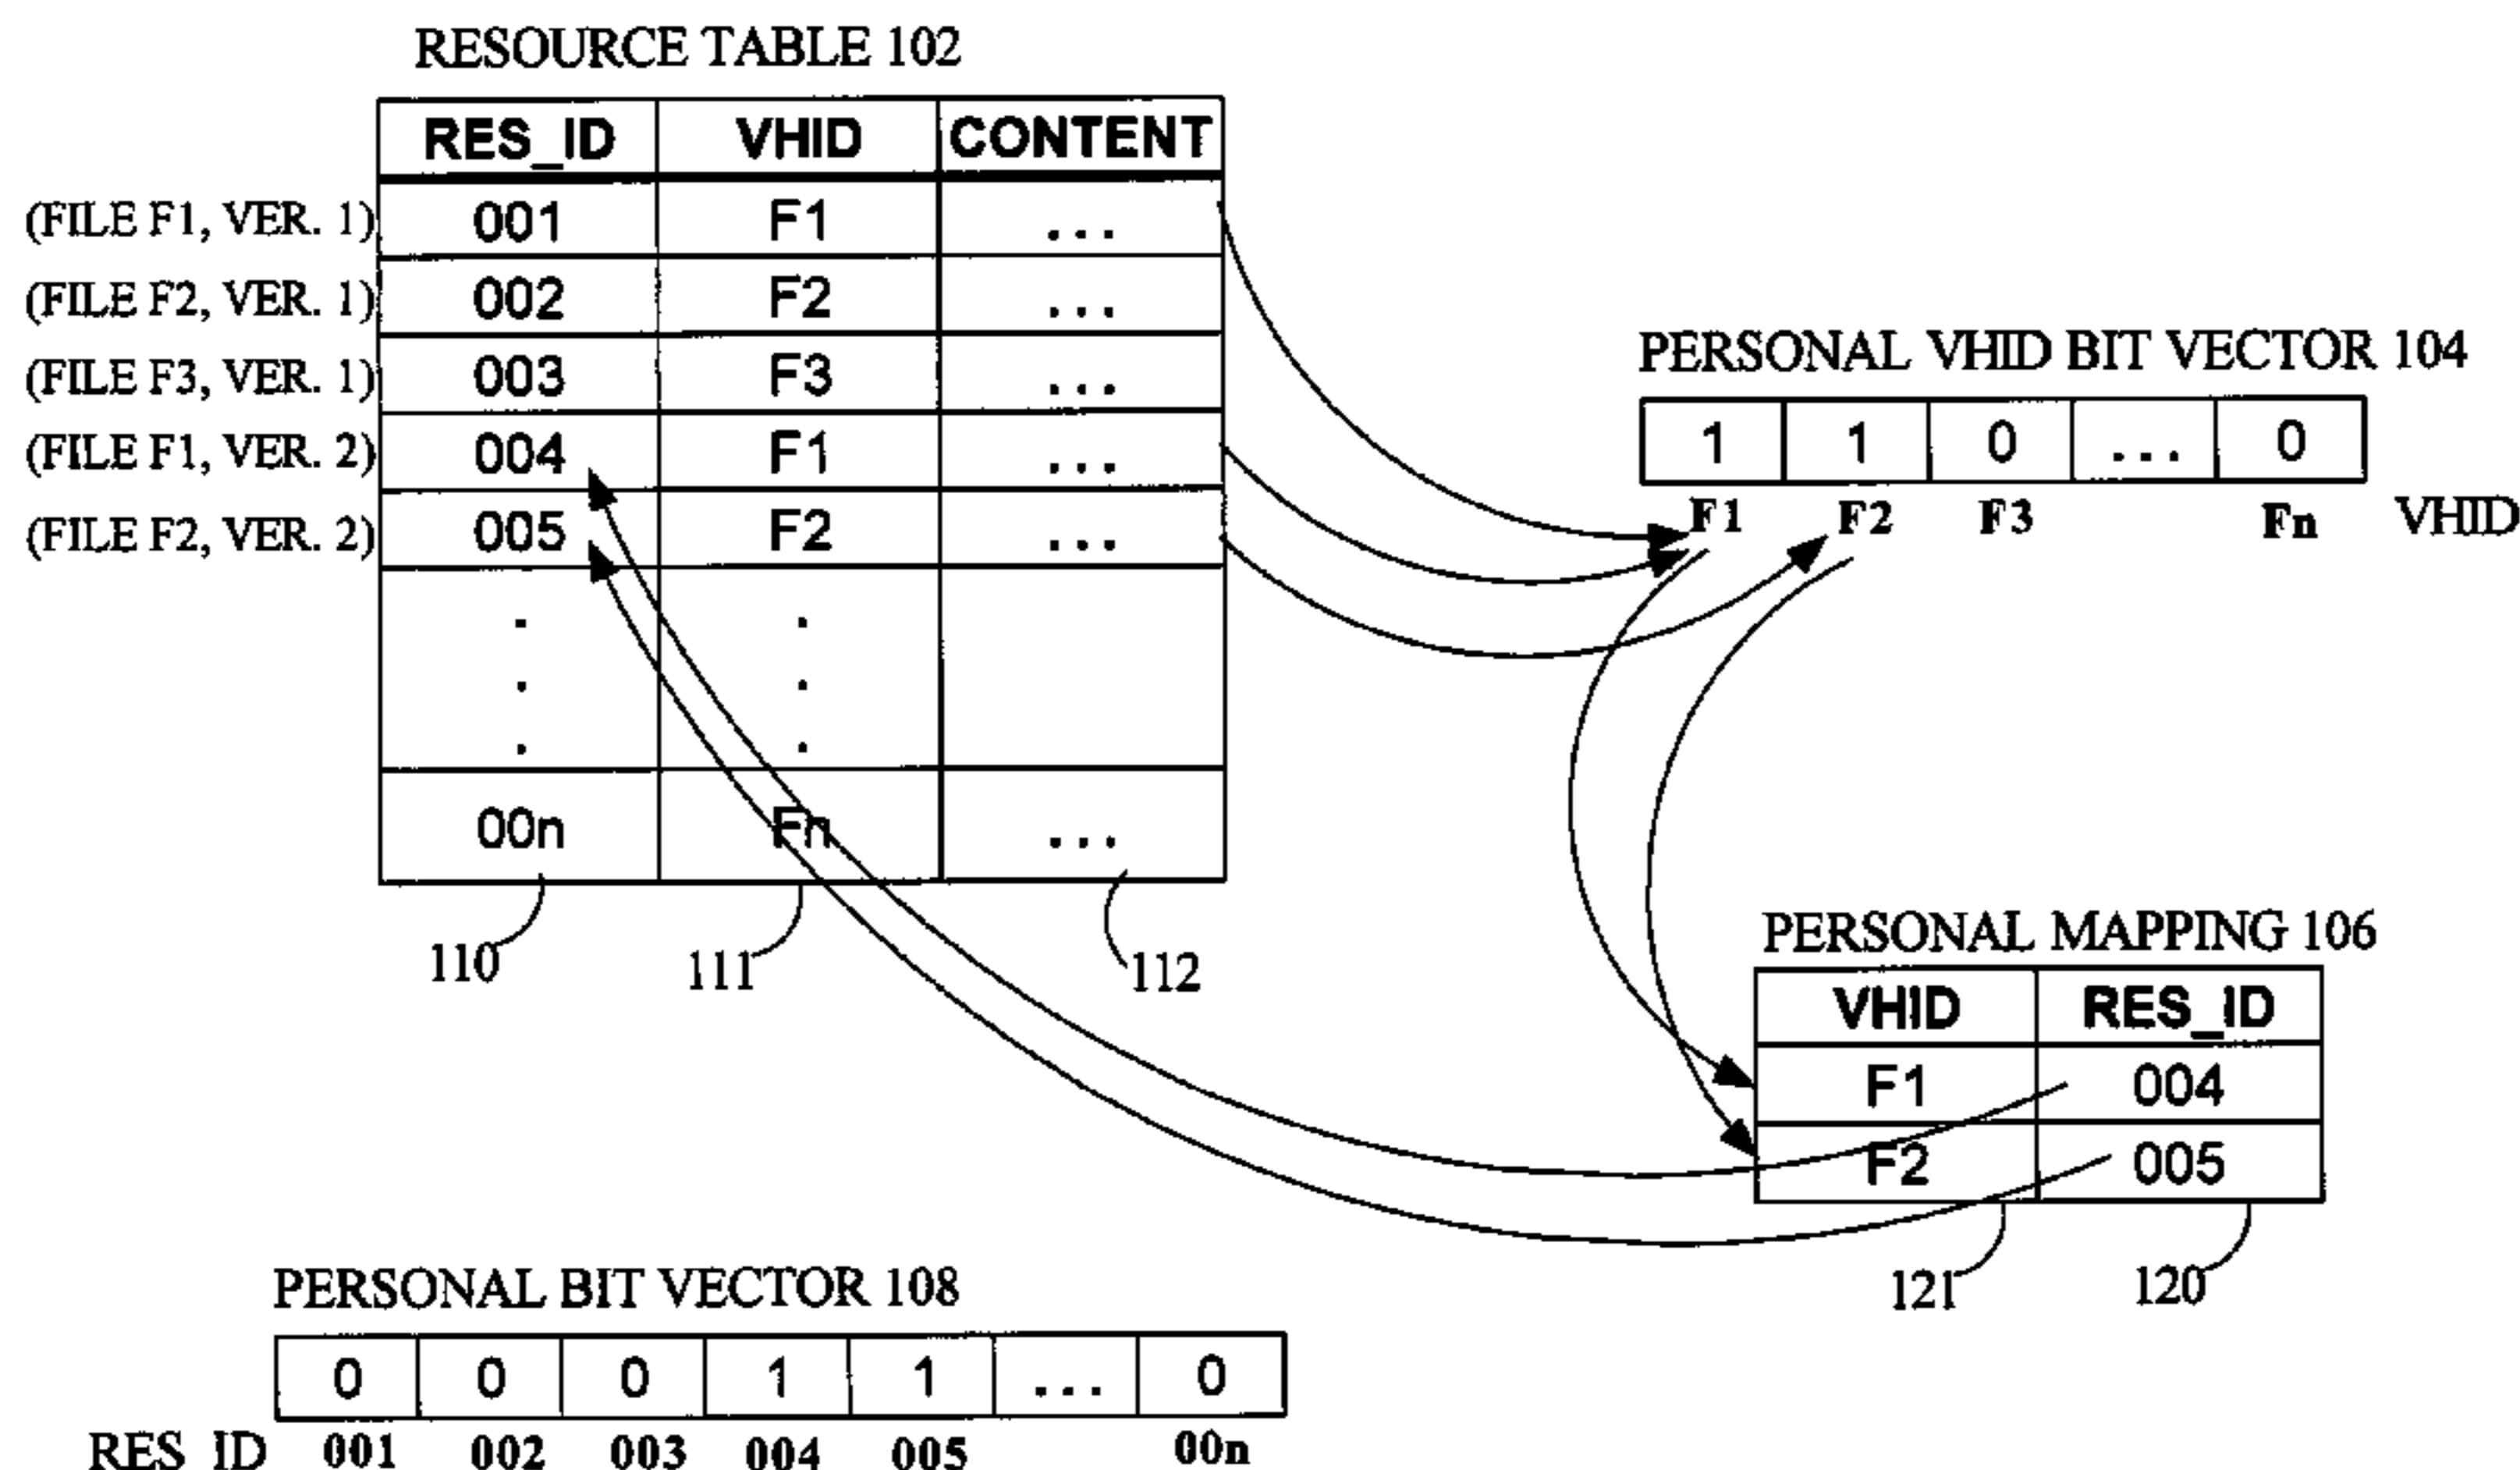 RESOURCE TABLE 102
RES_ID VHID CONTENT
(FILE F1, VER. 1) 001 F1 ...
(FILE F2, VER. 1) 002 F2 ...
(FILE F3, VER. 1) 003 F3 ...
(FILE F1, VER. 2) 004 F1 ...
(FILE F2, VER. 2) 005 F2 ...
. .
. .
. .
00n Fn ...
110 111 112
PERSONAL VHID BIT VECTOR 104
1 1 0 ... 0
F1 F2 F3 Fn VHID
PERSONAL MAPPING 106
VHID RES_ID
F1 004
F2 005
121 120
PERSONAL BIT VECTOR 108
0 0 0 1 1 ... 0
RES_ID 001 002 003 004 005 00n